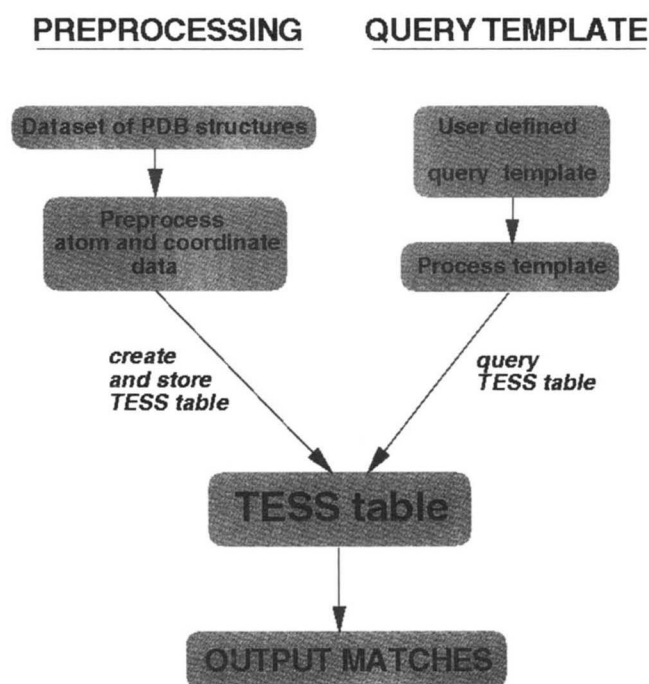 PREPROCESSING
QUERY TEMPLATE
Dataset of PDB structures
User defined
query template
Preprocess
atom and coordinate
data
Process template
create
and store
TESS table
query
TESS table
TESS table
OUTPUT MATCHES